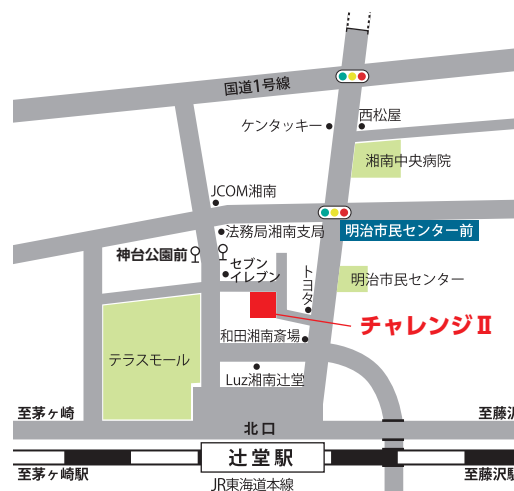 国道1号線
ケンタッキー
西松屋
湘南中央病院
JCOM湘南
法務局湘南支局
明治市民センター前
神台公園前
セブン
イレブン
トヨタ
明治市民センター
チャレンジⅡ
和田湘南斎場
テラスモール
Luz湘南辻堂
至茅ヶ崎
北口
至藤沢
至茅ヶ崎駅
辻堂駅
至藤沢駅
JR東海道本線